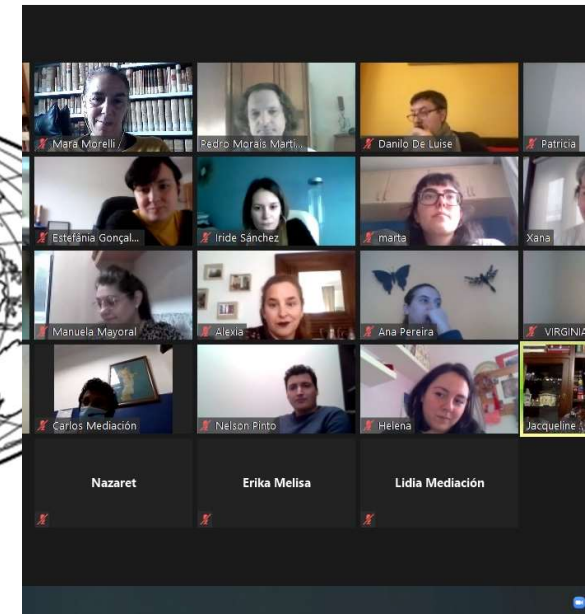 Mara Morelli
Pedro Morais Marti...
Danilo De Luise
Patricia
Estefânia Gonçal...
Iride Sánchez
marta
Xana
Manuela Mayoral
Alexia
Ana Pereira
VIRGINIA
Carlos Mediación
Nelson Pinto
Helena
Jacqueline
Nazaret
Erika Melisa
Lidia Mediación